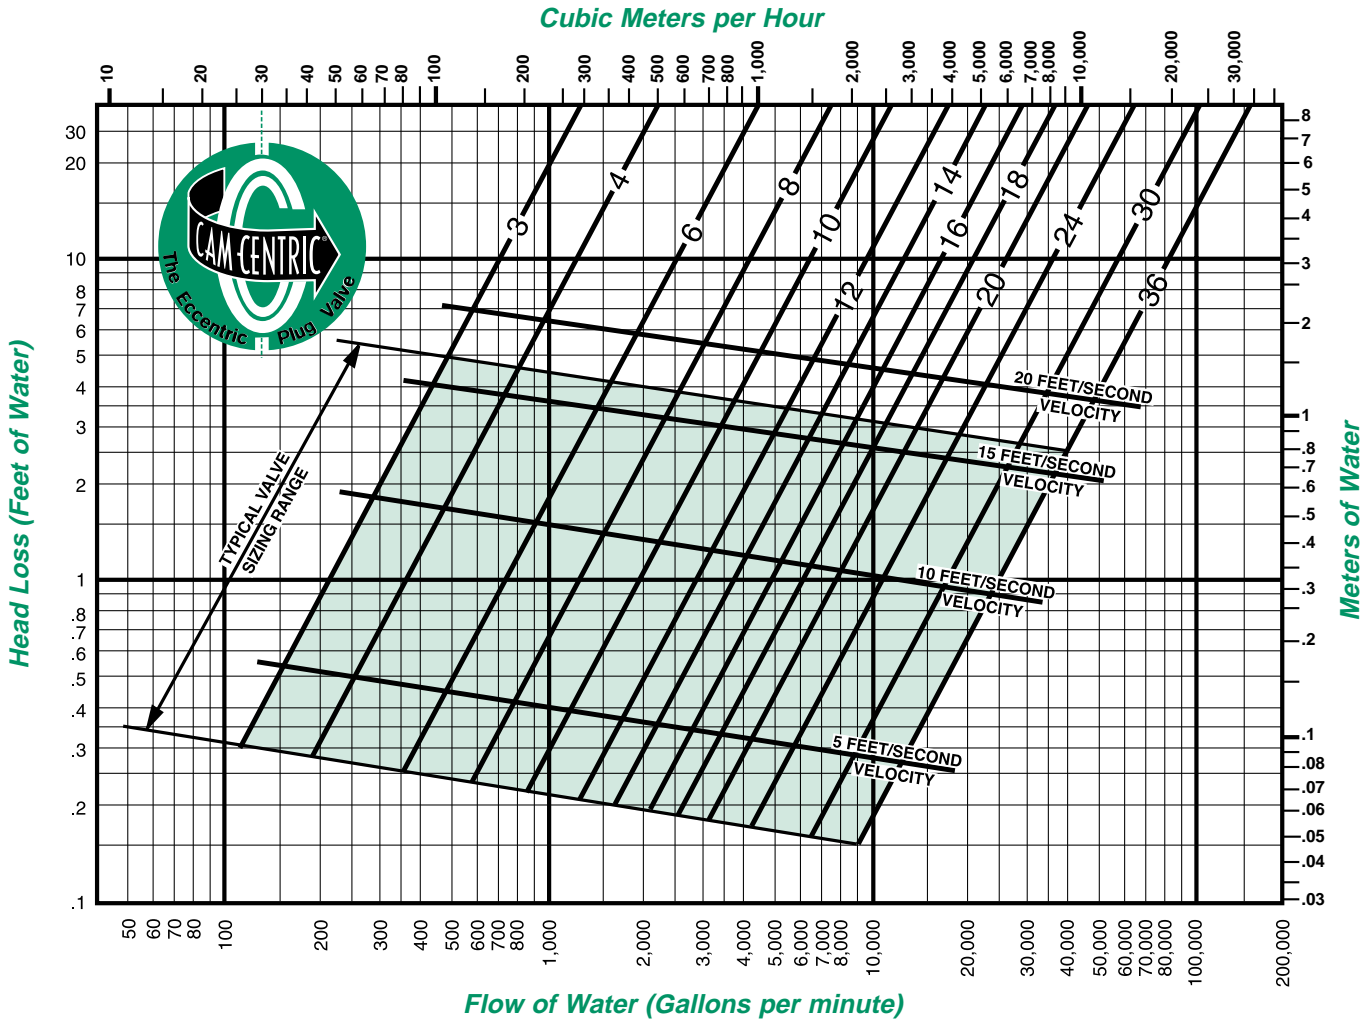 Cubic Meters per Hour
10 20 30 40 50 60 70 80 100 200 300 400 500 600 700 800 1,000 2,000 3,000 4,000 5,000 6,000 7,000 8,000 10,000 20,000 30,000
Head Loss (Feet of Water)
30
20
10
8
7
6
5
4
3
2
1
.8
.7
.6
.5
.4
.3
.2
.1
CAM-CENTRIC®
The Eccentric Plug Valve
TYPICAL VALVE
SIZING RANGE
3 4 6 8 10 12 14 16 18 20 24 30 36
20 FEET/SECOND
VELOCITY
15 FEET/SECOND
VELOCITY
10 FEET/SECOND
VELOCITY
5 FEET/SECOND
VELOCITY
8
7
6
5
4
3
2
1
.8
.7
.6
.5
.4
.3
.2
.1
.08
.07
.06
.05
.04
.03
Meters of Water
50 60 70 80 100 200 300 400 500 600 700 800 1,000 2,000 3,000 4,000 5,000 6,000 7,000 8,000 10,000 20,000 30,000 40,000 50,000 60,000 70,000 80,000 100,000 200,000
Flow of Water (Gallons per minute)